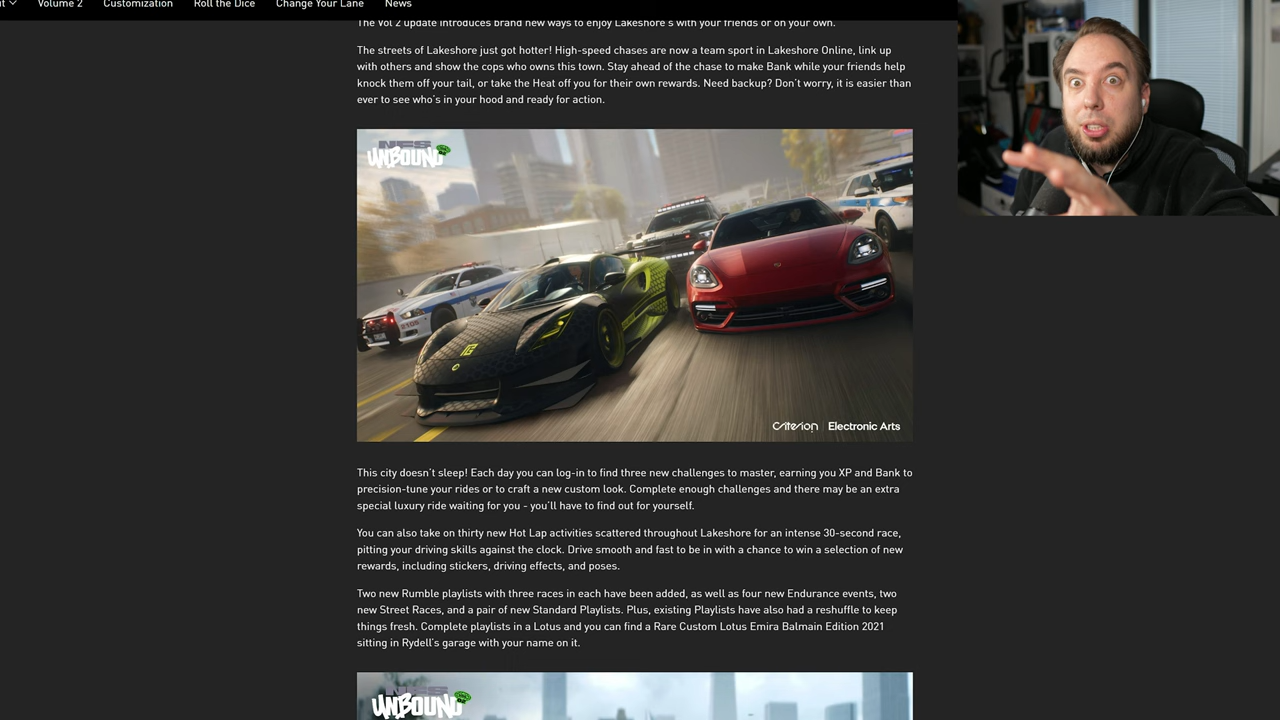 Volume 2 Customization Roll the Dice Change Your Lane News
The Vol 2 update introduces brand new ways to enjoy Lakeshore's with your friends or on your own.
The streets of Lakeshore just got hotter! High-speed chases are now a team sport in Lakeshore Online, link up
with others and show the cops who owns this town. Stay ahead of the chase to make Bank while your friends help
knock them off your tail, or take the Heat off you for their own rewards. Need backup? Don't worry, it is easier than
ever to see who's in your hood and ready for action.
NFS
UNBOUND
Criterion Electronic Arts
This city doesn't sleep! Each day you can log-in to find three new challenges to master, earning you XP and Bank to
precision-tune your rides or to craft a new custom look. Complete enough challenges and there may be an extra
special luxury ride waiting for you - you'll have to find out for yourself.
You can also take on thirty new Hot Lap activities scattered throughout Lakeshore for an intense 30-second race,
pitting your driving skills against the clock. Drive smooth and fast to be in with a chance to win a selection of new
rewards, including stickers, driving effects, and poses.
Two new Rumble playlists with three races in each have been added, as well as four new Endurance events, two
new Street Races, and a pair of new Standard Playlists. Plus, existing Playlists have also had a reshuffle to keep
things fresh. Complete playlists in a Lotus and you can find a Rare Custom Lotus Emira Balmain Edition 2021
sitting in Rydell's garage with your name on it.
NFS
UNBOUND